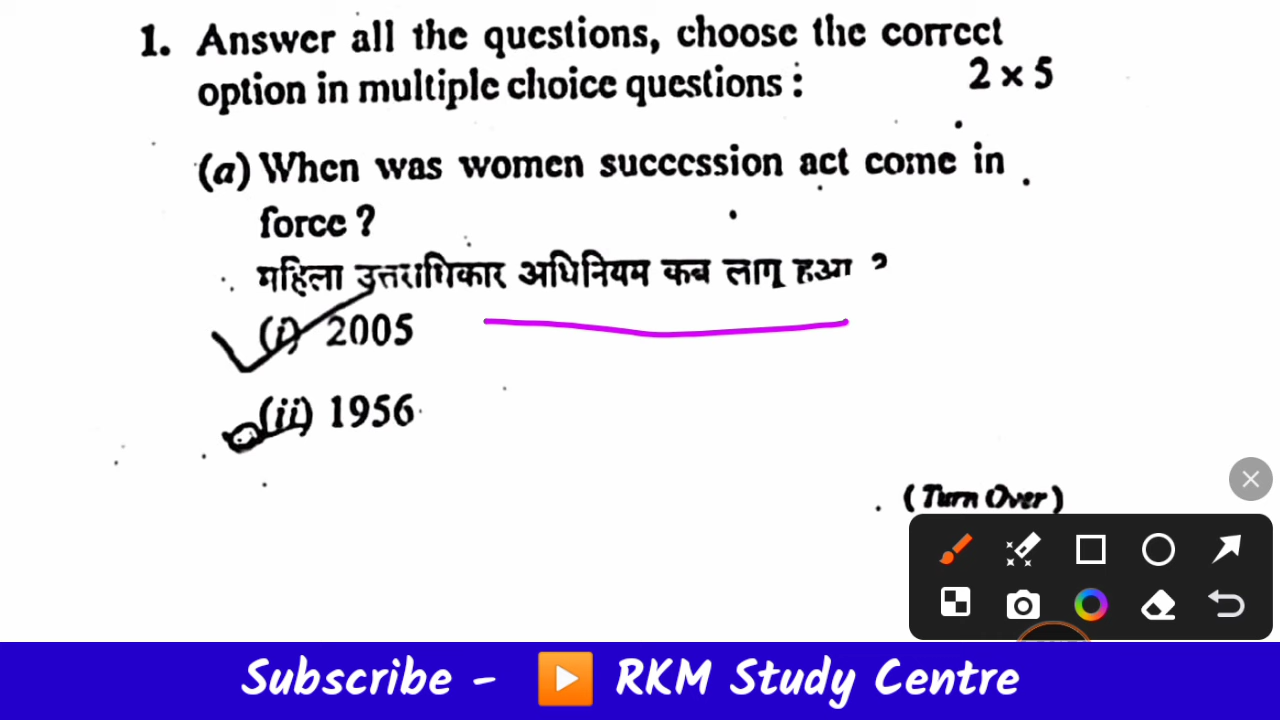 1. Answer all the questions, choose the correct
option in multiple choice questions : 2 × 5
(a) When was women succession act come in
force ?
महिला उत्तराधिकार अधिनियम कब लागू हुआ ?
(i) 2005
(ii) 1956
( Turn Over )
Subscribe - RKM Study Centre